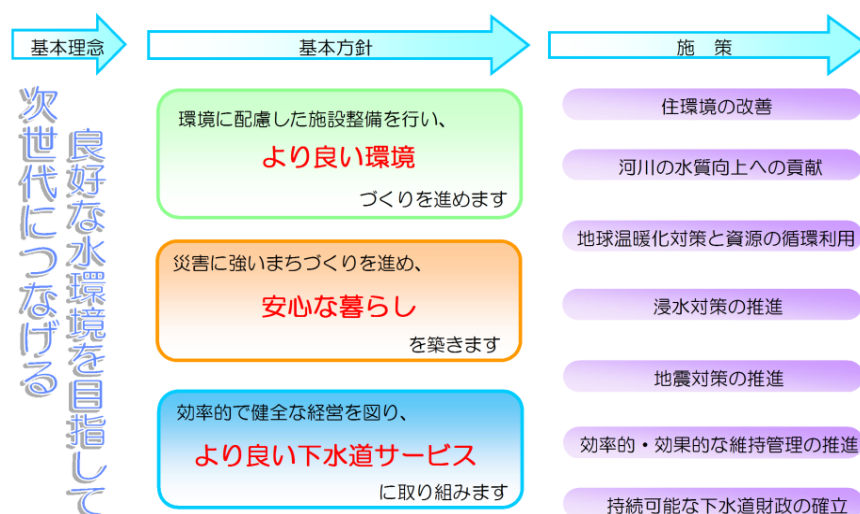 基本理念
基本方針
施 策
良好な水環境を目指して
次世代につなげる
環境に配慮した施設整備を行い、
より良い環境
づくりを進めます
災害に強いまちづくりを進め、
安心な暮らし
を築きます
効率的で健全な経営を図り、
より良い下水道サービス
に取り組みます
住環境の改善
河川の水質向上への貢献
地球温暖化対策と資源の循環利用
浸水対策の推進
地震対策の推進
効率的・効果的な維持管理の推進
持続可能な下水道財政の確立